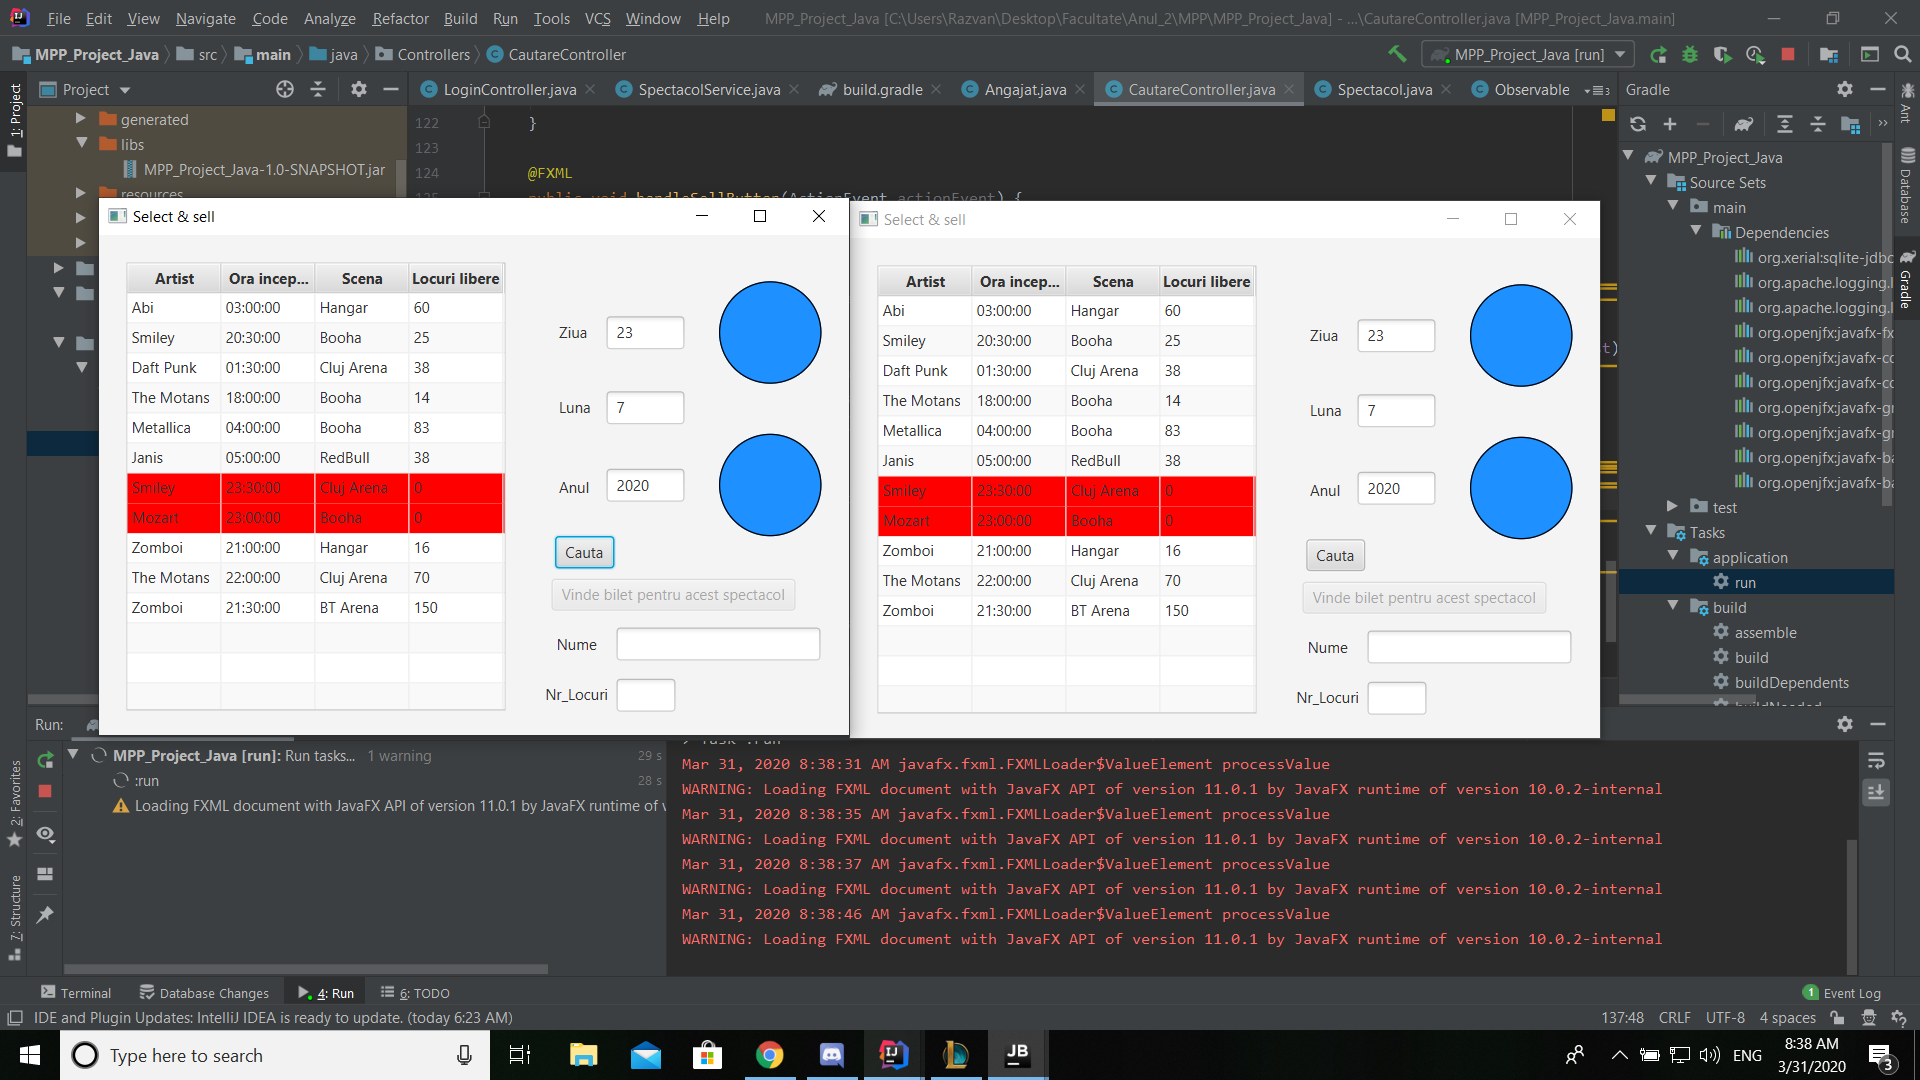 File Edit View Navigate Code Analyze Refactor Build Run Tools VCS Window Help MPP_Project_Java [C:\Users\Razvan\Desktop\Facultate\Anul_2\MPP\MPP_Project_Java] - ...\CautareController.java [MPP_Project_Java.main]
MPP_Project_Java src main java Controllers CautareController MPP_Project_Java [run]
1: Project
Project
LoginController.java SpectacolService.java build.gradle Angajat.java CautareController.java Spectacol.java Observable
generated
libs
MPP_Project_Java-1.0-SNAPSHOT.jar
resources
122 }
123
124 @FXML
125 public void handleSellButton(ActionEvent actionEvent) {
Select & sell
Artist Ora incep... Scena Locuri libere
Abi 03:00:00 Hangar 60
Smiley 20:30:00 Booha 25
Daft Punk 01:30:00 Cluj Arena 38
The Motans 18:00:00 Booha 14
Metallica 04:00:00 Booha 83
Janis 05:00:00 RedBull 38
Smiley 23:30:00 Cluj Arena 0
Mozart 23:00:00 Booha 0
Zomboi 21:00:00 Hangar 16
The Motans 22:00:00 Cluj Arena 70
Zomboi 21:30:00 BT Arena 150
Ziua 23
Luna 7
Anul 2020
Cauta
Vinde bilet pentru acest spectacol
Nume
Nr_Locuri
Select & sell
Artist Ora incep... Scena Locuri libere
Abi 03:00:00 Hangar 60
Smiley 20:30:00 Booha 25
Daft Punk 01:30:00 Cluj Arena 38
The Motans 18:00:00 Booha 14
Metallica 04:00:00 Booha 83
Janis 05:00:00 RedBull 38
Smiley 23:30:00 Cluj Arena 0
Mozart 23:00:00 Booha 0
Zomboi 21:00:00 Hangar 16
The Motans 22:00:00 Cluj Arena 70
Zomboi 21:30:00 BT Arena 150
Ziua 23
Luna 7
Anul 2020
Cauta
Vinde bilet pentru acest spectacol
Nume
Nr_Locuri
t)
Gradle
MPP_Project_Java
Source Sets
main
Dependencies
org.xerial:sqlite-jdbc
org.apache.logging.
org.apache.logging.
org.openjfx:javafx-fx
org.openjfx:javafx-co
org.openjfx:javafx-co
org.openjfx:javafx-gr
org.openjfx:javafx-gr
org.openjfx:javafx-ba
org.openjfx:javafx-ba
test
Tasks
application
run
build
assemble
build
buildDependents
buildNeeded
Ant
Database
Gradle
Run:
MPP_Project_Java [run]: Run tasks... 1 warning 29 s
:run 28 s
Loading FXML document with JavaFX API of version 11.0.1 by JavaFX runtime of v
> Task :run
Mar 31, 2020 8:38:31 AM javafx.fxml.FXMLLoader$ValueElement processValue
WARNING: Loading FXML document with JavaFX API of version 11.0.1 by JavaFX runtime of version 10.0.2-internal
Mar 31, 2020 8:38:35 AM javafx.fxml.FXMLLoader$ValueElement processValue
WARNING: Loading FXML document with JavaFX API of version 11.0.1 by JavaFX runtime of version 10.0.2-internal
Mar 31, 2020 8:38:37 AM javafx.fxml.FXMLLoader$ValueElement processValue
WARNING: Loading FXML document with JavaFX API of version 11.0.1 by JavaFX runtime of version 10.0.2-internal
Mar 31, 2020 8:38:46 AM javafx.fxml.FXMLLoader$ValueElement processValue
WARNING: Loading FXML document with JavaFX API of version 11.0.1 by JavaFX runtime of version 10.0.2-internal
2: Favorites
7: Structure
Terminal Database Changes 4: Run 6: TODO 1 Event Log
IDE and Plugin Updates: IntelliJ IDEA is ready to update. (today 6:23 AM) 137:48 CRLF UTF-8 4 spaces
Type here to search
JB
ENG
8:38 AM
3/31/2020
3